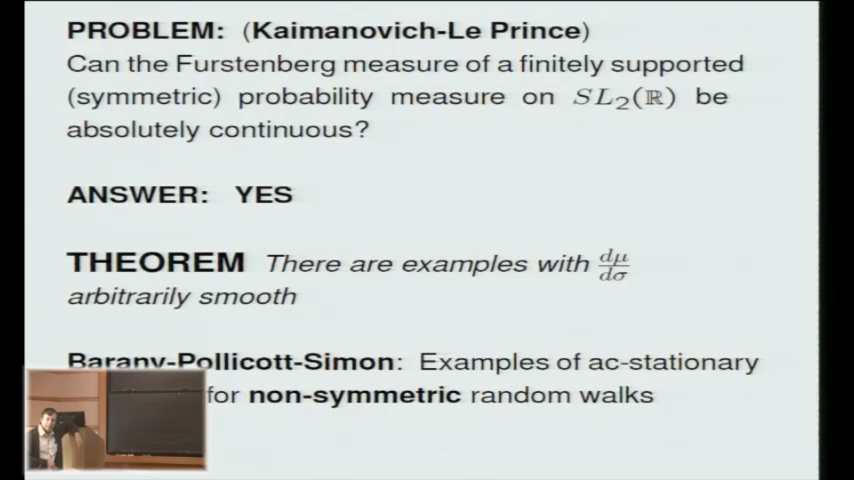 PROBLEM: (Kaimanovich-Le Prince)
Can the Furstenberg measure of a finitely supported
(symmetric) probability measure on SL₂(ℝ) be
absolutely continuous?
ANSWER: YES
THEOREM There are examples with dμ/dσ
arbitrarily smooth
Barany-Pollicott-Simon: Examples of ac-stationary
for non-symmetric random walks